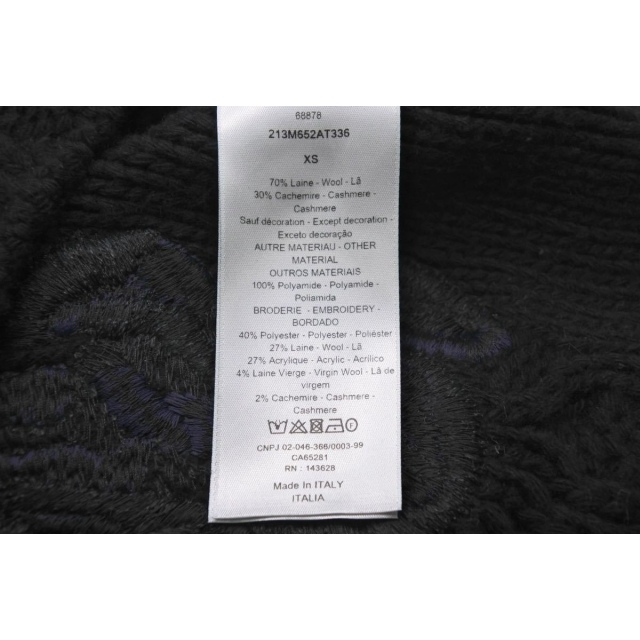 68878
213M652AT336
XS
70% Laine - Wool - Lã
30% Cachemire - Cashmere -
Cashmere
Sauf décoration - Except decoration -
Exceto decoração
AUTRE MATERIAU - OTHER
MATERIAL
OUTROS MATERIAIS
100% Polyamide - Polyamide -
Poliamida
BRODERIE - EMBROIDERY -
BORDADO
40% Polyester - Polyester - Poliéster
27% Laine - Wool - Lã
27% Acrylique - Acrylic - Acrílico
4% Laine Vierge - Virgin Wool - Lã de
virgem
2% Cachemire - Cashmere -
Cashmere
CNPJ 02-046-366/0003-99
CA65281
RN : 143628
Made in ITALY
ITALIA